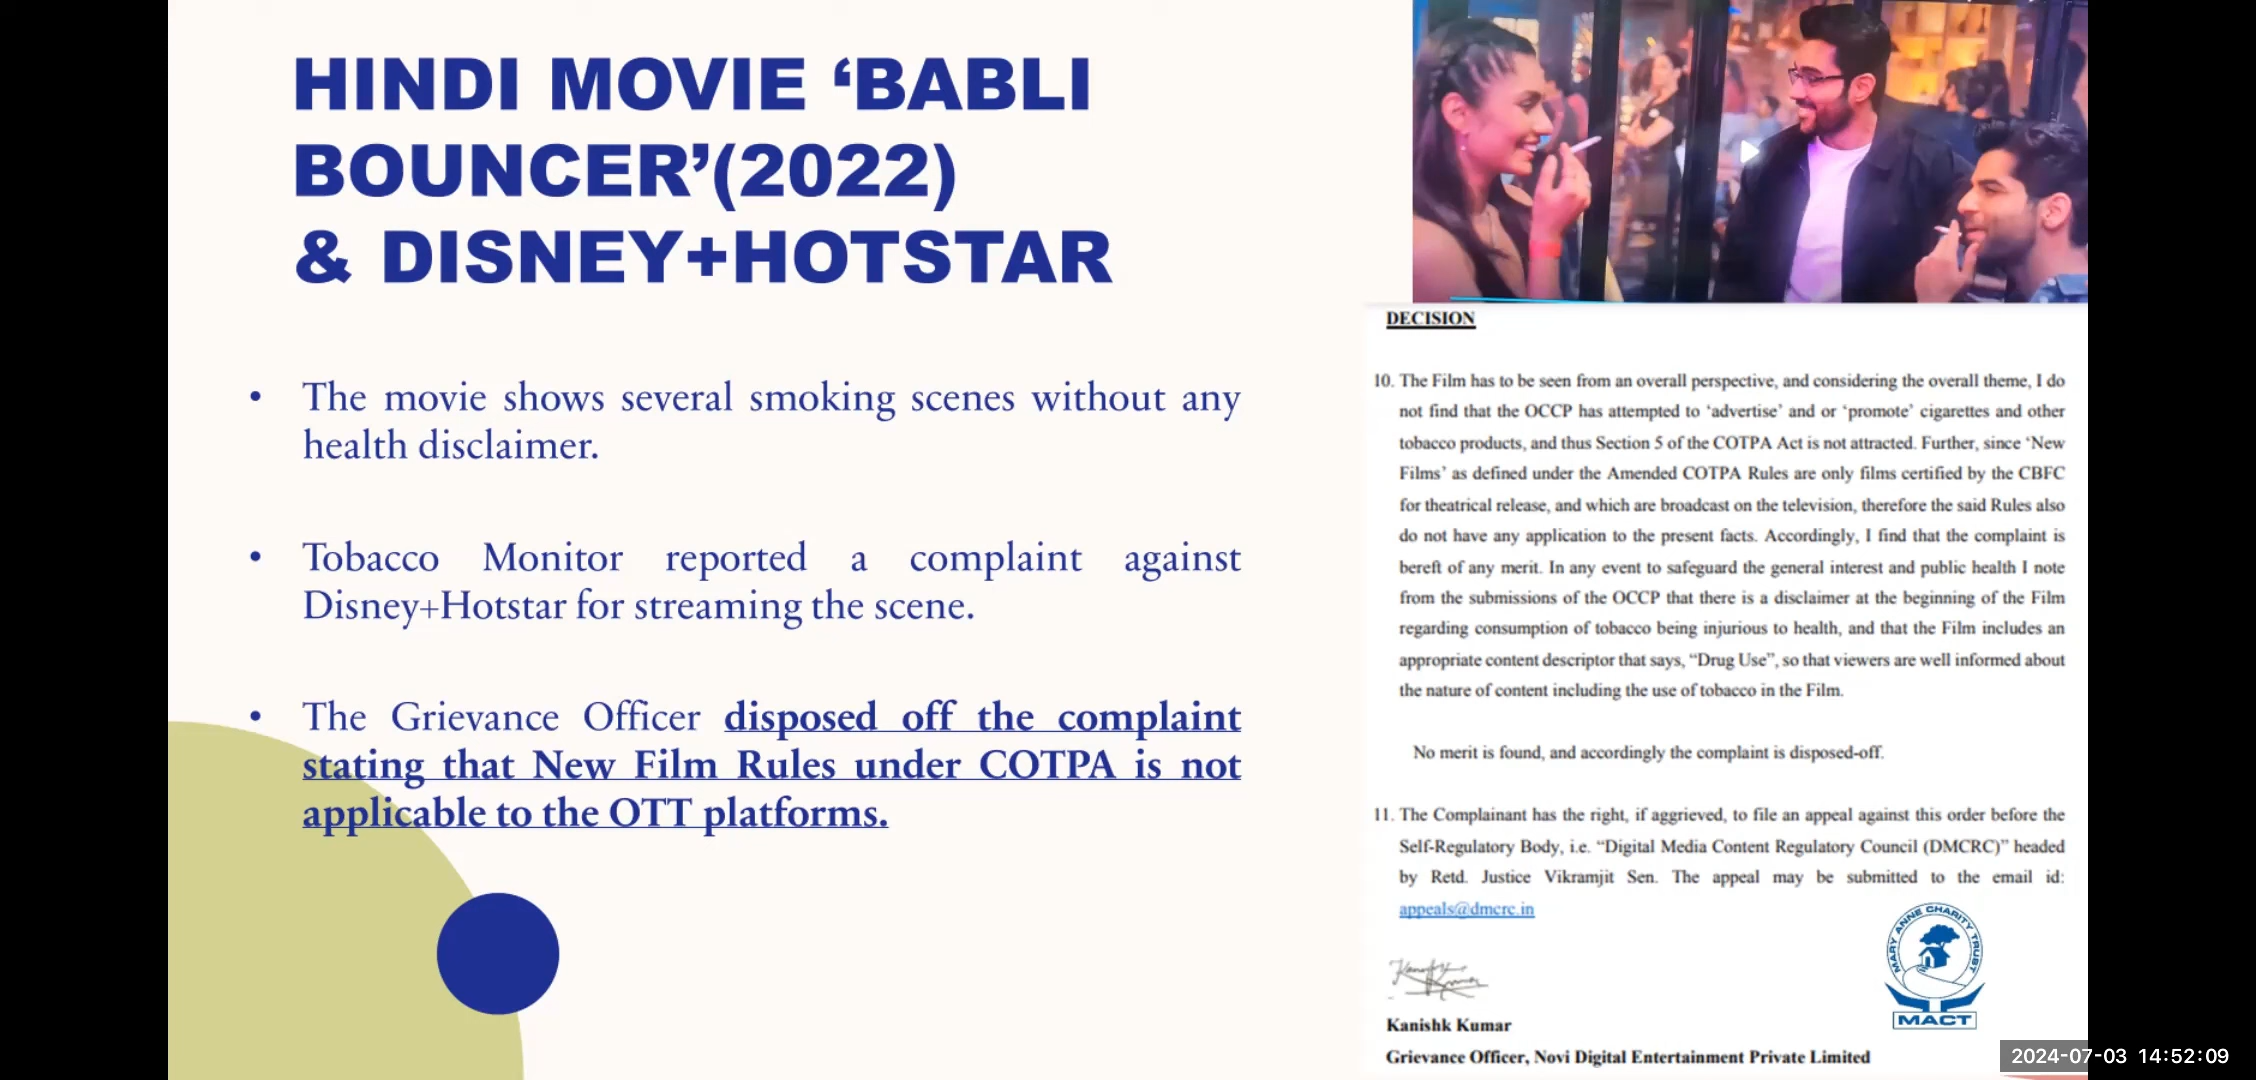 HINDI MOVIE ‘BABLI
BOUNCER’(2022)
& DISNEY+HOTSTAR
• The movie shows several smoking scenes without any
health disclaimer.
• Tobacco Monitor reported a complaint against
Disney+Hotstar for streaming the scene.
• The Grievance Officer disposed off the complaint
stating that New Film Rules under COTPA is not
applicable to the OTT platforms.
DECISION
10. The Film has to be seen from an overall perspective, and considering the overall theme, I do
not find that the OCCP has attempted to ‘advertise’ and or ‘promote’ cigarettes and other
tobacco products, and thus Section 5 of the COTPA Act is not attracted. Further, since ‘New
Films’ as defined under the Amended COTPA Rules are only films certified by the CBFC
for theatrical release, and which are broadcast on the television, therefore the said Rules also
do not have any application to the present facts. Accordingly, I find that the complaint is
bereft of any merit. In any event to safeguard the general interest and public health I note
from the submissions of the OCCP that there is a disclaimer at the beginning of the Film
regarding consumption of tobacco being injurious to health, and that the Film includes an
appropriate content descriptor that says, “Drug Use”, so that viewers are well informed about
the nature of content including the use of tobacco in the Film.
No merit is found, and accordingly the complaint is disposed-off.
11. The Complainant has the right, if aggrieved, to file an appeal against this order before the
Self-Regulatory Body, i.e. “Digital Media Content Regulatory Council (DMCRC)” headed
by Retd. Justice Vikramjit Sen. The appeal may be submitted to the email id:
appeals@dmcrc.in
Kanishk Kumar
Kanishk Kumar
Grievance Officer, Novi Digital Entertainment Private Limited
MARY ANNE CHARITY TRUST
MACT
2024-07-03 14:52:09